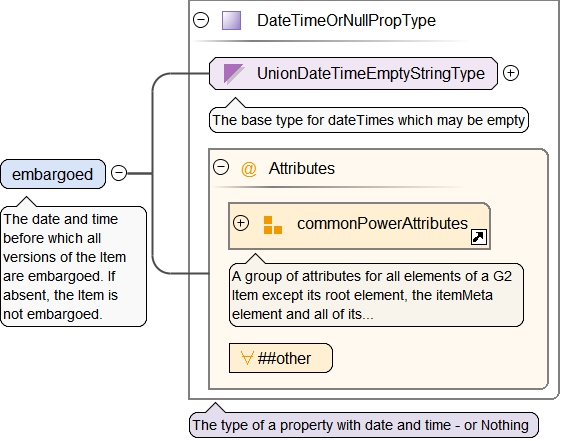 DateTimeOrNullPropType
UnionDateTimeEmptyStringType
The base type for dateTimes which may be empty
embargoed
The date and time
before which all
versions of the Item
are embargoed. If
absent, the Item is
not embargoed.
@ Attributes
commonPowerAttributes
A group of attributes for all elements of a G2
Item except its root element, the itemMeta
element and all of its...
##other
The type of a property with date and time - or Nothing